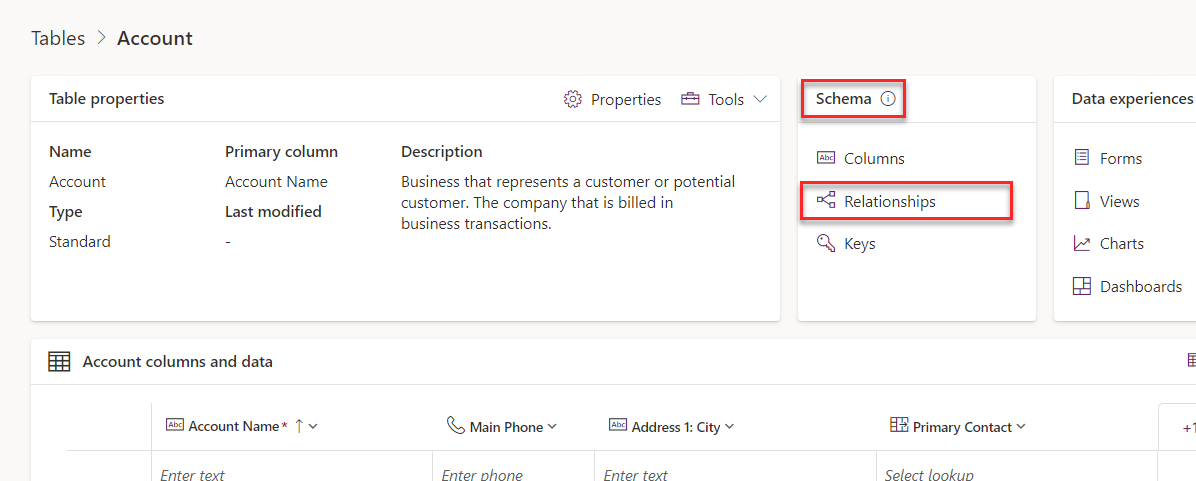 Tables > Account
Table properties
Properties
Tools
Name
Account
Type
Standard
Primary column
Account Name
Last modified
-
Description
Business that represents a customer or potential
customer. The company that is billed in
business transactions.
Schema
Abc Columns
Relationships
Keys
Data experiences
Forms
Views
Charts
Dashboards
Account columns and data
Abc Account Name* ↑
Main Phone
Abc Address 1: City
Primary Contact
+1
Enter text
Enter phone
Enter text
Select lookup